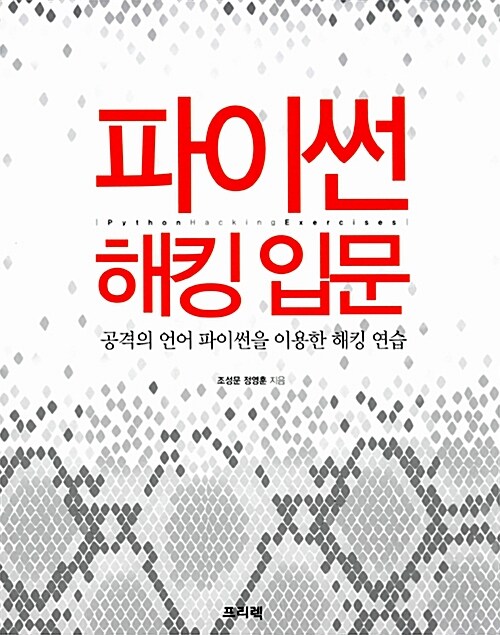 파이썬
|PythonHackingExercises|
해킹 입문
공격의 언어 파이썬을 이용한 해킹 연습
조성문 정영훈 지음
프리렉